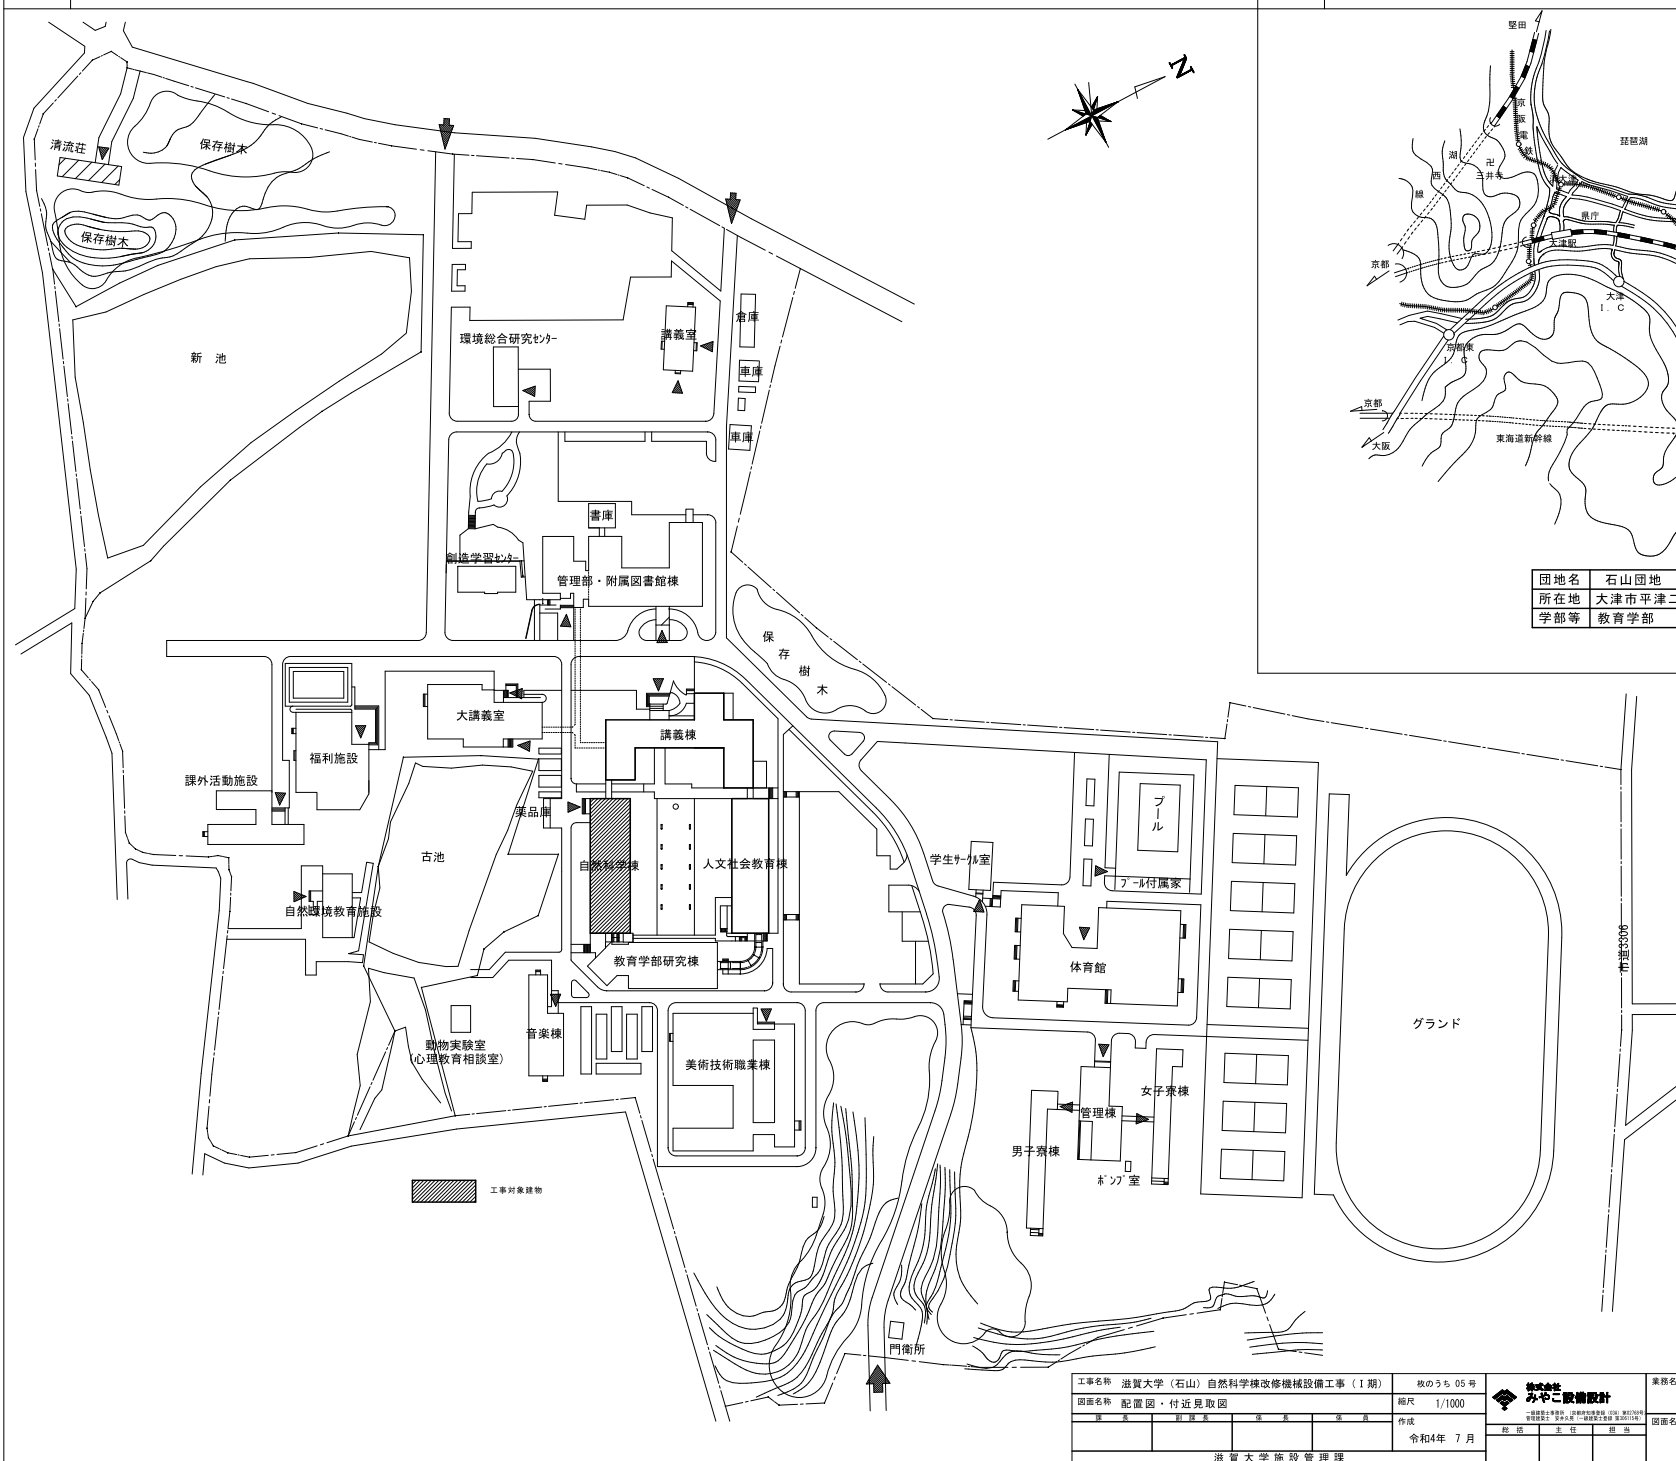 N
清流荘
保存樹木
保存樹木
新　池
環境総合研究ｾﾝﾀｰ
講義室
倉庫
車庫
車庫
書庫
創造学習ｾﾝﾀｰ
管理部・附属図書館棟
保存樹木
大講義室
講義棟
福利施設
課外活動施設
薬品庫
古池
自然科学棟
人文社会教育棟
自然環境教育施設
教育学部研究棟
音楽棟
動物実験室
(心理教育相談室)
美術技術職業棟
学生ｻｰｸﾙ室
プール
ﾌﾟｰﾙ付属家
体育館
グランド
市道3306
女子寮棟
管理棟
男子寮棟
ﾎﾟﾝﾌﾟ室
門衛所
工事対象建物
堅田
京阪電鉄
琵琶湖
湖西線
卍
三井寺
浜大津
県庁
大津駅
京都
大津
I. C
京都東
I. C
京都
大阪
東海道新幹線
団地名 石山団地
所在地 大津市平津二
学部等 教育学部
工事名称 滋賀大学（石山）自然科学棟改修機械設備工事（Ⅰ期） 枚のうち 05 号
図面名称 配置図・付近見取図 縮尺 1/1000
課長 副課長 係長 係員
作成
令和4年 7 月
滋賀大学施設管理課
株式会社
みやこ設備設計
総括 主任 担当
業務名
図面名